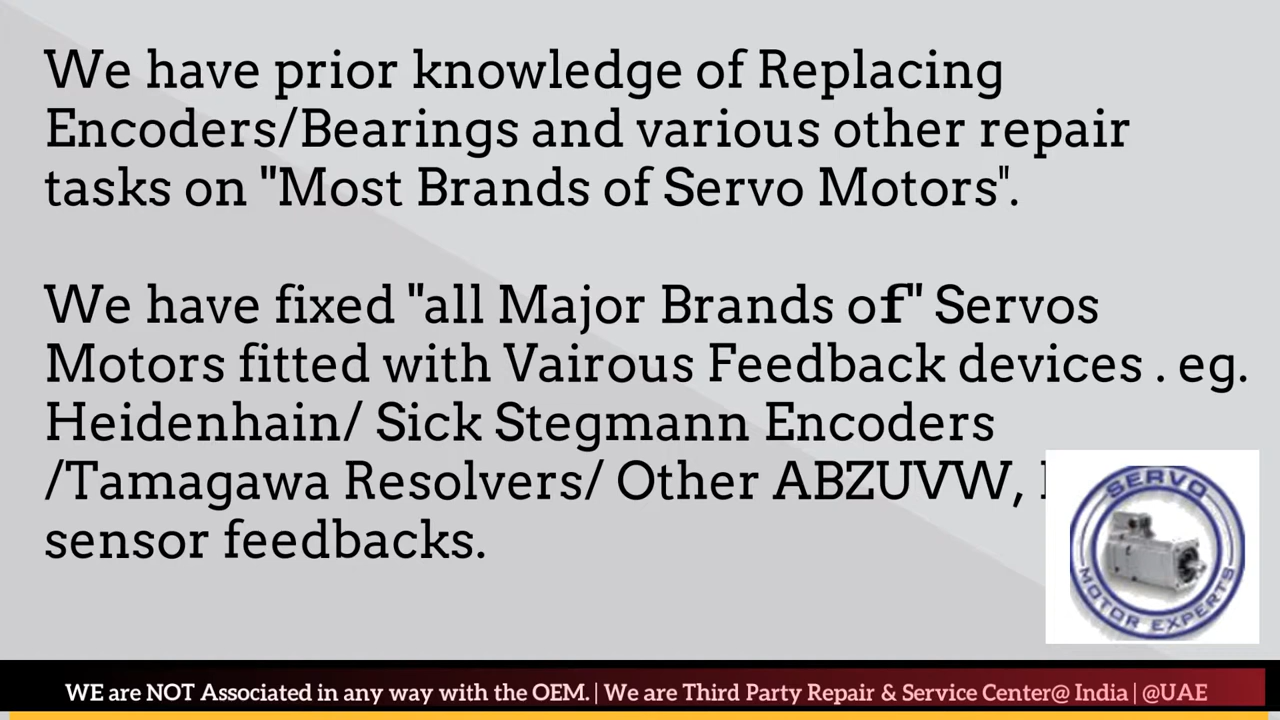 We have prior knowledge of Replacing
Encoders/Bearings and various other repair
tasks on "Most Brands of Servo Motors".
We have fixed "all Major Brands of" Servos
Motors fitted with Vairous Feedback devices . eg.
Heidenhain/ Sick Stegmann Encoders
/Tamagawa Resolvers/ Other ABZUVW,
sensor feedbacks.
SERVO
MOTOR EXPERTS
WE are NOT Associated in any way with the OEM. | We are Third Party Repair & Service Center@ India | @UAE